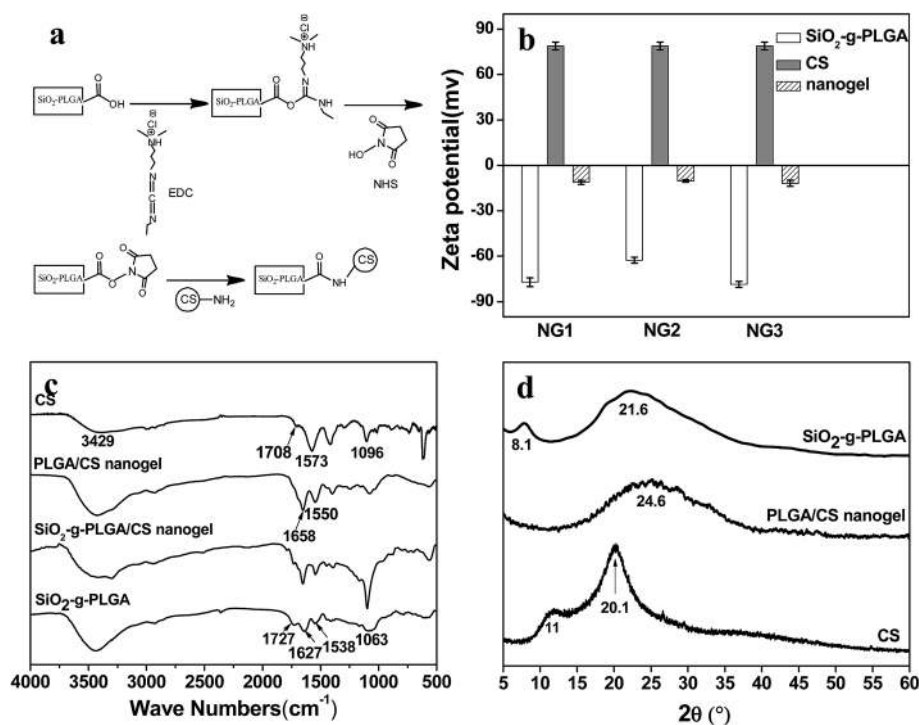 a
Cl
⊖
NH
⊕
N
O
SiO2-PLGA
OH
SiO2-PLGA
O
O
NH
Cl
⊖
NH
⊕
N
C
N
EDC
O
N
HO
O
NHS
SiO2-PLGA
O
O
N
O
O
CS
NH2
SiO2-PLGA
O
NH
CS
b
SiO2-g-PLGA
CS
nanogel
Zeta potential(mv)
90
60
30
0
-30
-60
-90
NG1 NG2 NG3
c
CS
3429
1708
1573
1096
PLGA/CS nanogel
1550
1658
SiO2-g-PLGA/CS nanogel
SiO2-g-PLGA
1727
1627
1538
1063
4000 3500 3000 2500 2000 1500 1000 500
Wave Numbers(cm-1)
d
8.1
21.6
SiO2-g-PLGA
24.6
PLGA/CS nanogel
11
20.1
CS
5 10 15 20 25 30 35 40 45 50 55 60
2θ (°)